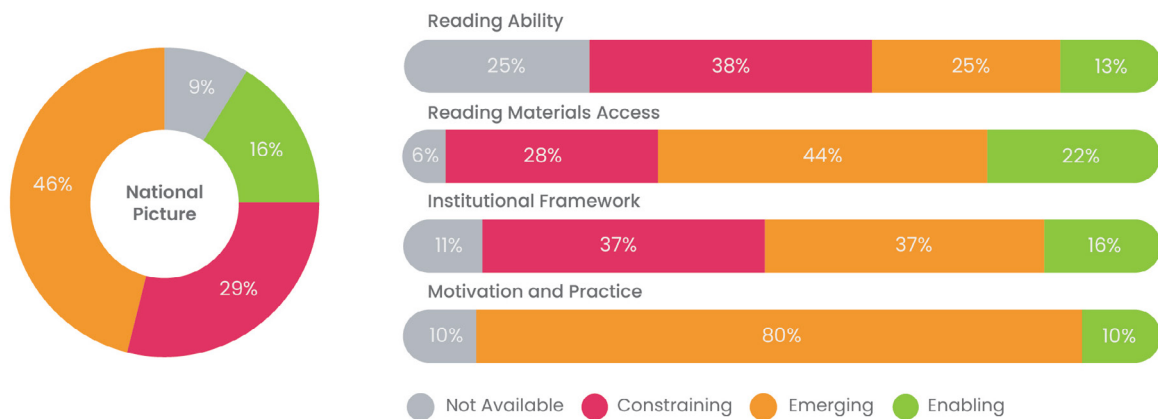 9%
16%
46%
National
Picture
29%
Reading Ability
25% 38% 25% 13%
Reading Materials Access
6% 28% 44% 22%
Institutional Framework
11% 37% 37% 16%
Motivation and Practice
10% 80% 10%
Not Available Constraining Emerging Enabling